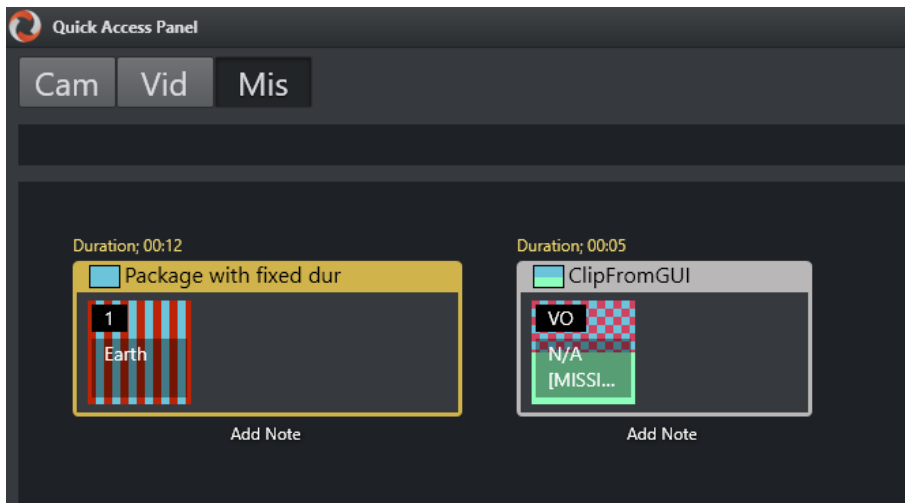 Quick Access Panel
Cam Vid Mis
Duration; 00:12
Package with fixed dur
1
Earth
Add Note
Duration; 00:05
ClipFromGUI
VO
N/A
[MISSI...
Add Note